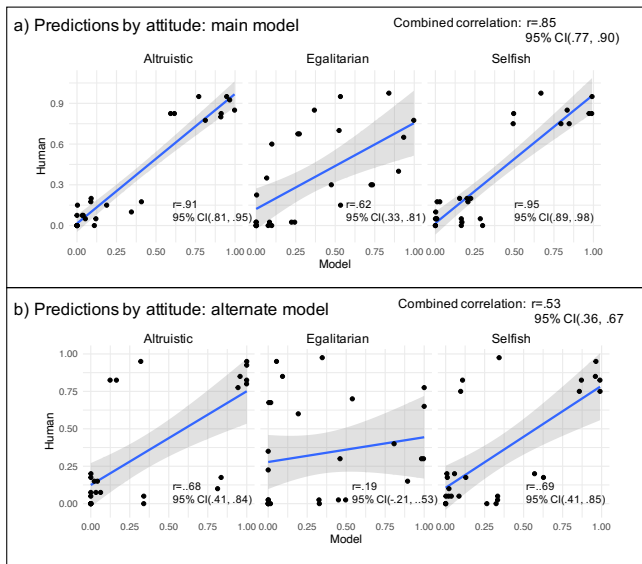 a) Predictions by attitude: main model
Combined correlation: r=.85
95% CI(.77, .90)
Altruistic
Egalitarian
Selfish
0.9
0.6
0.3
0.0
Human
r=.91
95% CI(.81, .95)
r=.62
95% CI(.33, .81)
r=.95
95% CI(.89, .98)
0.00 0.25 0.50 0.75 1.00 0.00 0.25 0.50 0.75 1.00 0.00 0.25 0.50 0.75 1.00
Model
b) Predictions by attitude: alternate model
Combined correlation: r=.53
95% CI(.36, .67
Altruistic
Egalitarian
Selfish
1.00
0.75
0.50
0.25
0.00
Human
r=..68
95% CI(.41, .84)
r=.19
95% CI(-.21, ..53)
r=..69
95% CI(.41, .85)
0.00 0.25 0.50 0.75 1.00 0.00 0.25 0.50 0.75 1.00 0.00 0.25 0.50 0.75 1.00
Model